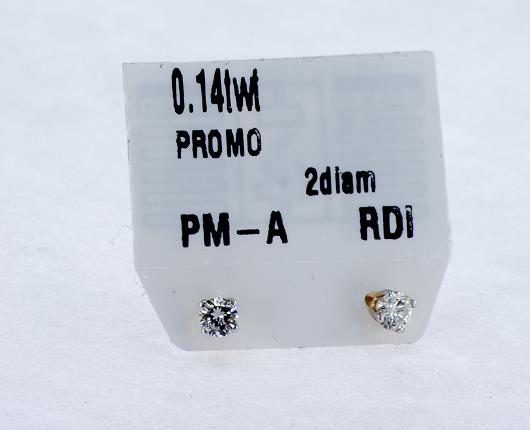 0.14twt
PROMO
2diam
PM-A RDI